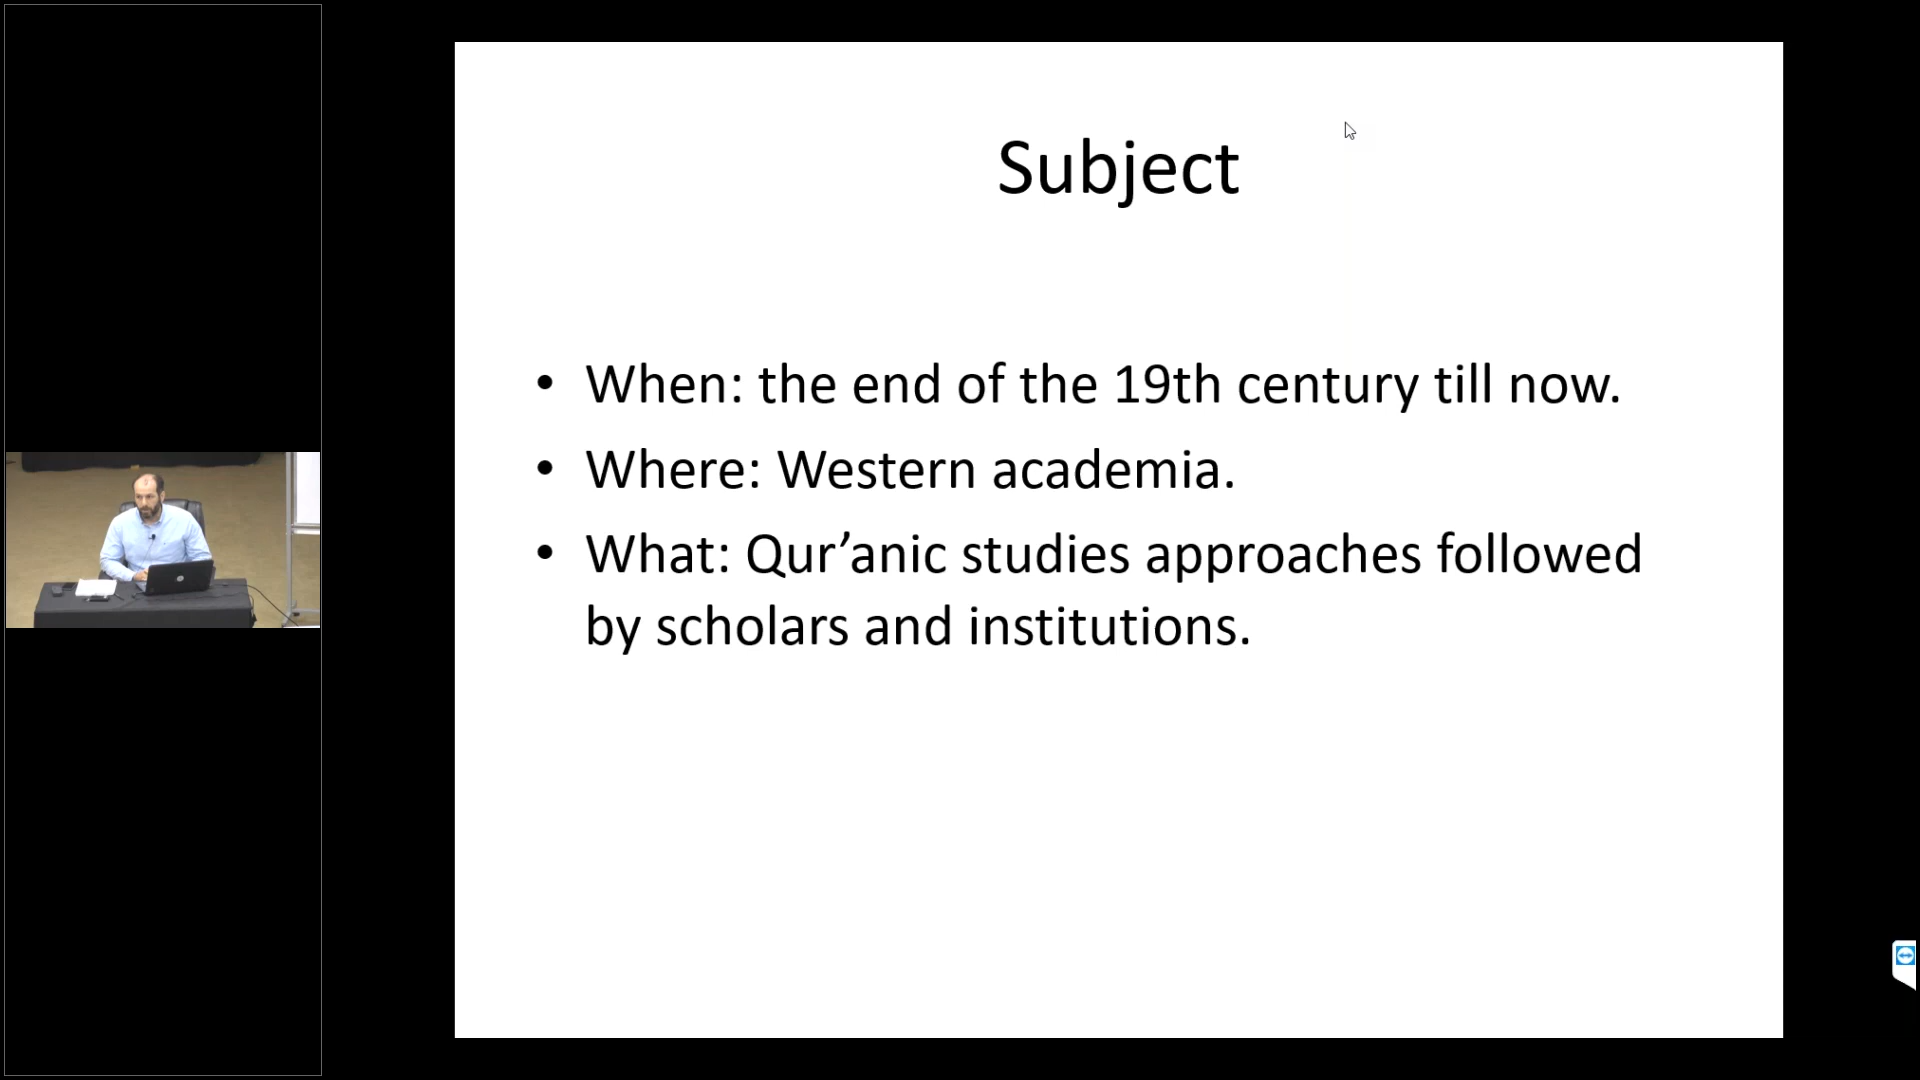 Subject
• When: the end of the 19th century till now.
• Where: Western academia.
• What: Qur’anic studies approaches followed
by scholars and institutions.